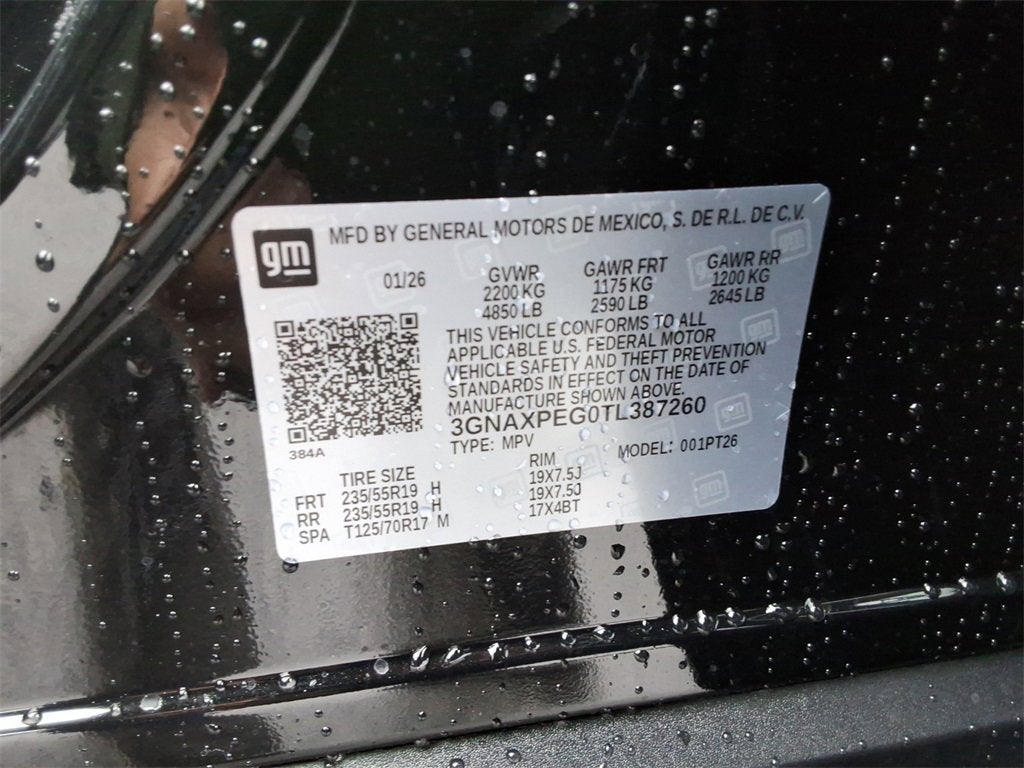 gm
MFD BY GENERAL MOTORS DE MEXICO, S. DE R.L. DE C.V.
01/26 GVWR GAWR FRT GAWR RR
2200 KG 1175 KG 1200 KG
4850 LB 2590 LB 2645 LB
THIS VEHICLE CONFORMS TO ALL
APPLICABLE U.S. FEDERAL MOTOR
VEHICLE SAFETY AND THEFT PREVENTION
STANDARDS IN EFFECT ON THE DATE OF
MANUFACTURE SHOWN ABOVE.
3GNAXPEG0TL387260
TYPE: MPV MODEL: 001PT26
384A
TIRE SIZE RIM
FRT 235/55R19 H 19X7.5J
RR 235/55R19 H 19X7.5J
SPA T125/70R17 M 17X4BT